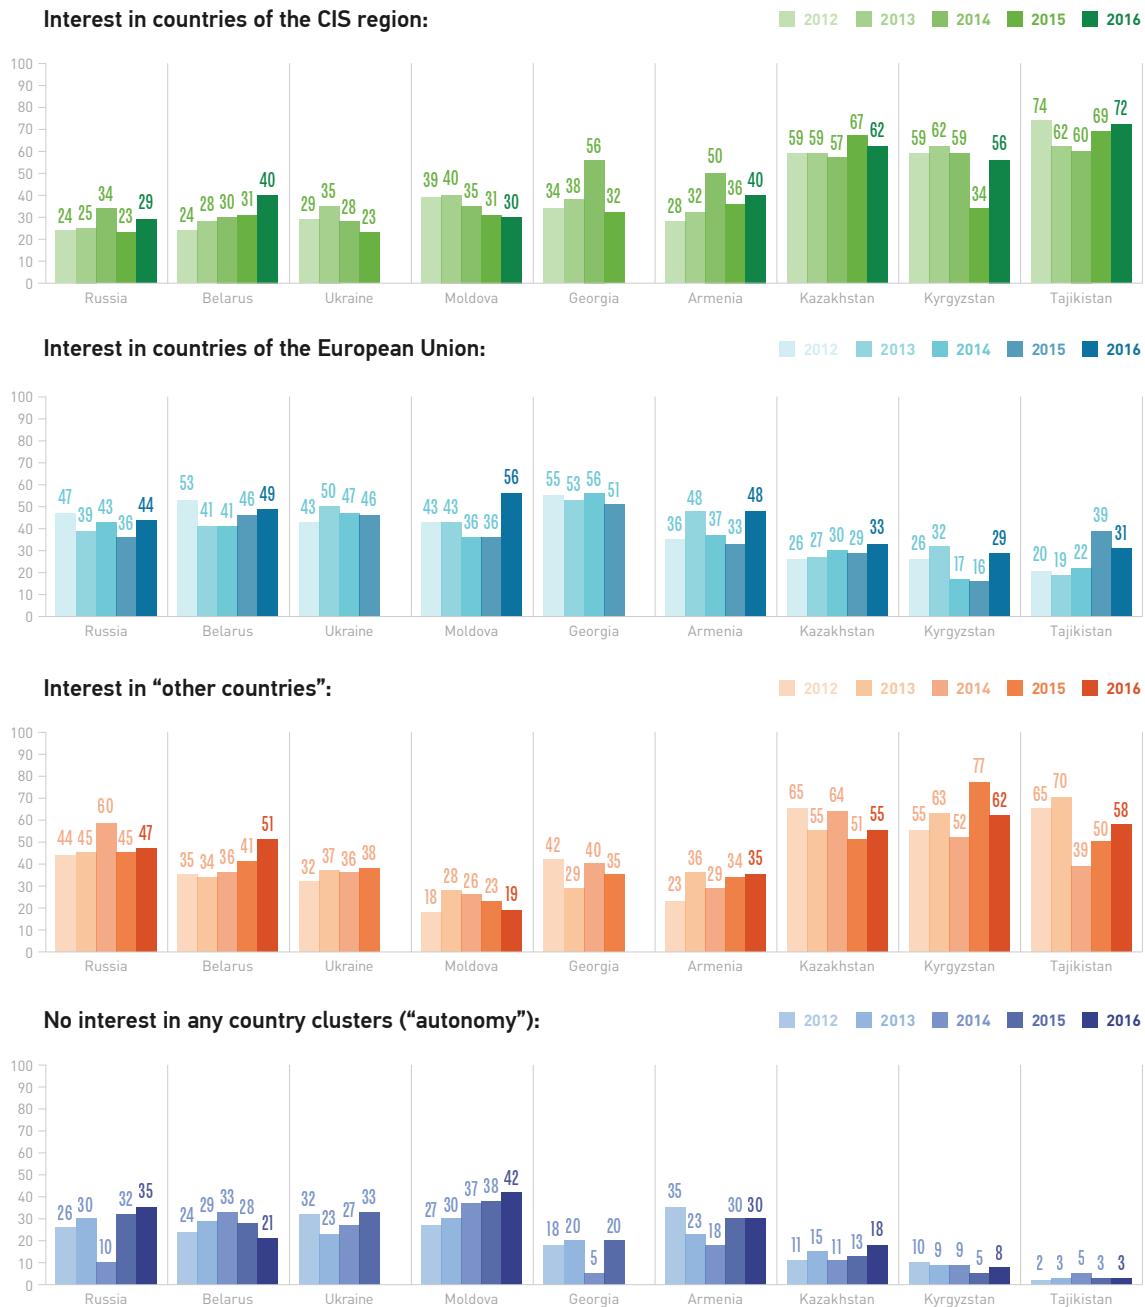 Interest in countries of the CIS region:
2012 2013 2014 2015 2016
100
90
80
70
60
50
40
30
20
10
0
24 25 34 23 29
24 28 30 31 40
29 35 28 23
39 40 35 31 30
34 38 56 32
28 32 50 36 40
59 59 57 67 62
59 62 59 34 56
74 62 60 69 72
Russia Belarus Ukraine Moldova Georgia Armenia Kazakhstan Kyrgyzstan Tajikistan
Interest in countries of the European Union:
2012 2013 2014 2015 2016
100
90
80
70
60
50
40
30
20
10
0
47 39 43 36 44
53 41 41 46 49
43 50 47 46
43 43 36 36 56
55 53 56 51
36 48 37 33 48
26 27 30 29 33
26 32 17 16 29
20 19 22 39 31
Russia Belarus Ukraine Moldova Georgia Armenia Kazakhstan Kyrgyzstan Tajikistan
Interest in “other countries”:
2012 2013 2014 2015 2016
100
90
80
70
60
50
40
30
20
10
0
44 45 60 45 47
35 34 36 41 51
32 37 36 38
18 28 26 23 19
42 29 40 35
23 36 29 34 35
65 55 64 51 55
55 63 52 77 62
65 70 39 50 58
Russia Belarus Ukraine Moldova Georgia Armenia Kazakhstan Kyrgyzstan Tajikistan
No interest in any country clusters (“autonomy”):
2012 2013 2014 2015 2016
100
90
80
70
60
50
40
30
20
10
0
26 30 10 32 35
24 29 33 28 21
32 23 27 33
27 30 37 38 42
18 20 5 20
35 23 18 30 30
11 15 11 13 18
10 9 9 5 8
2 3 5 3 3
Russia Belarus Ukraine Moldova Georgia Armenia Kazakhstan Kyrgyzstan Tajikistan